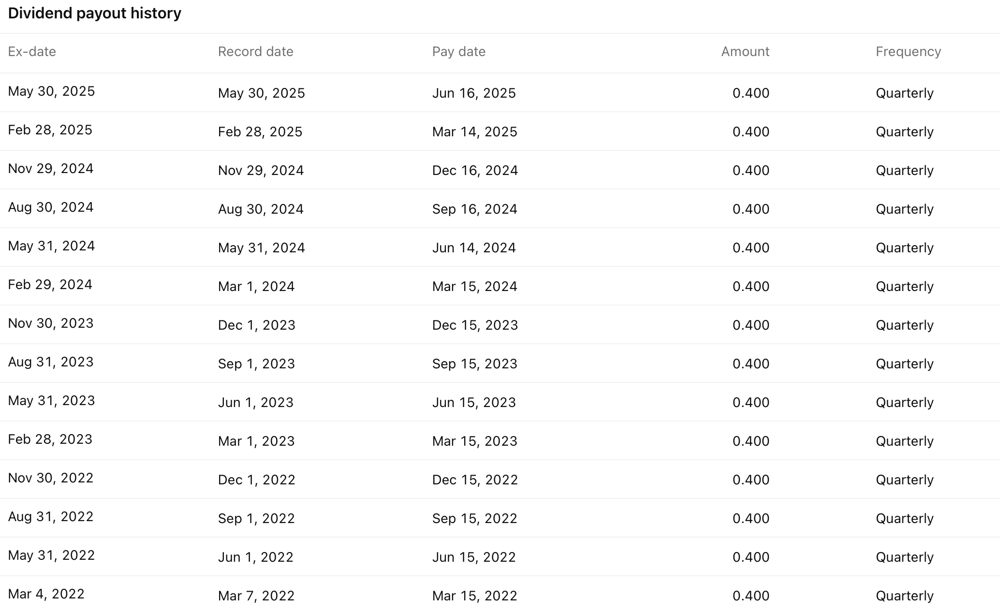 Dividend payout history
Ex-date Record date Pay date Amount Frequency
May 30, 2025 May 30, 2025 Jun 16, 2025 0.400 Quarterly
Feb 28, 2025 Feb 28, 2025 Mar 14, 2025 0.400 Quarterly
Nov 29, 2024 Nov 29, 2024 Dec 16, 2024 0.400 Quarterly
Aug 30, 2024 Aug 30, 2024 Sep 16, 2024 0.400 Quarterly
May 31, 2024 May 31, 2024 Jun 14, 2024 0.400 Quarterly
Feb 29, 2024 Mar 1, 2024 Mar 15, 2024 0.400 Quarterly
Nov 30, 2023 Dec 1, 2023 Dec 15, 2023 0.400 Quarterly
Aug 31, 2023 Sep 1, 2023 Sep 15, 2023 0.400 Quarterly
May 31, 2023 Jun 1, 2023 Jun 15, 2023 0.400 Quarterly
Feb 28, 2023 Mar 1, 2023 Mar 15, 2023 0.400 Quarterly
Nov 30, 2022 Dec 1, 2022 Dec 15, 2022 0.400 Quarterly
Aug 31, 2022 Sep 1, 2022 Sep 15, 2022 0.400 Quarterly
May 31, 2022 Jun 1, 2022 Jun 15, 2022 0.400 Quarterly
Mar 4, 2022 Mar 7, 2022 Mar 15, 2022 0.400 Quarterly